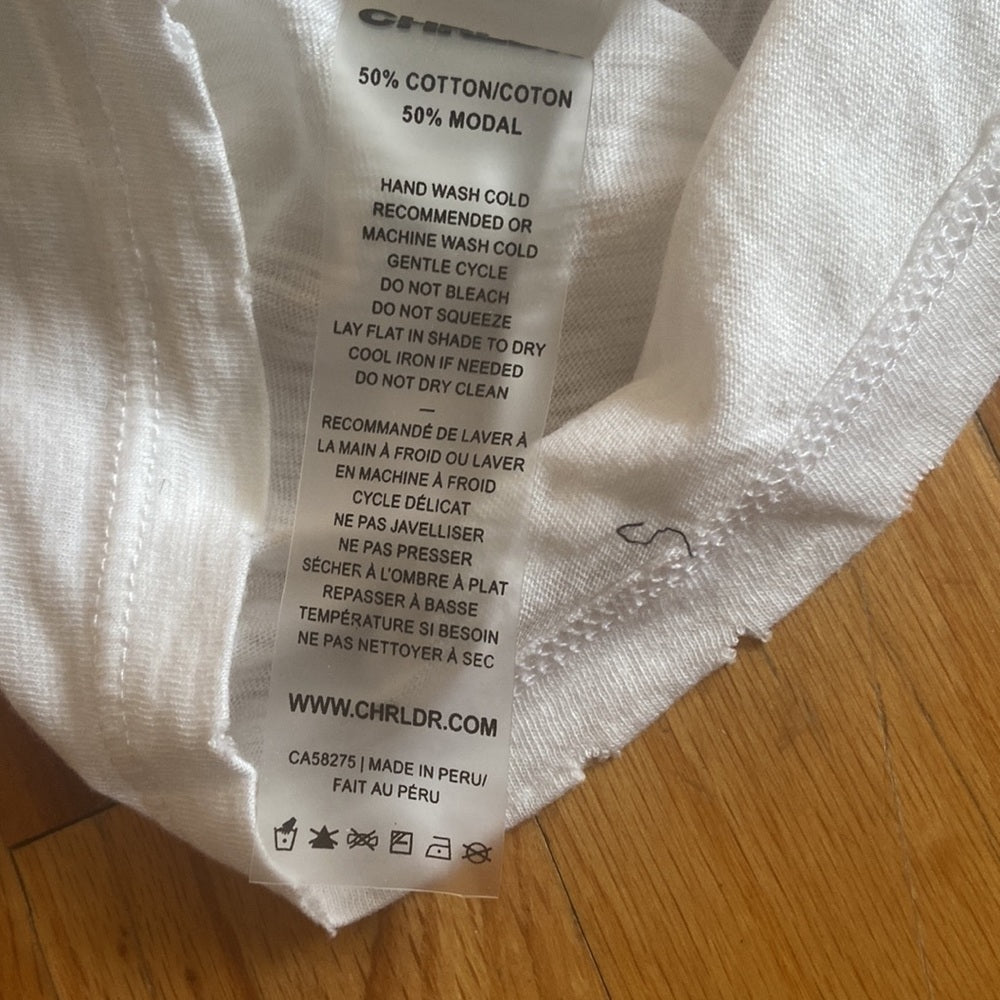 50% COTTON/COTON
50% MODAL
HAND WASH COLD
RECOMMENDED OR
MACHINE WASH COLD
GENTLE CYCLE
DO NOT BLEACH
DO NOT SQUEEZE
LAY FLAT IN SHADE TO DRY
COOL IRON IF NEEDED
DO NOT DRY CLEAN
–
RECOMMANDÉ DE LAVER À
LA MAIN À FROID OU LAVER
EN MACHINE À FROID
CYCLE DÉLICAT
NE PAS JAVELLISER
NE PAS PRESSER
SÉCHER À L'OMBRE À PLAT
REPASSER À BASSE
TEMPÉRATURE SI BESOIN
NE PAS NETTOYER À SEC
WWW.CHRLDR.COM
CA58275 | MADE IN PERU/
FAIT AU PÉRU